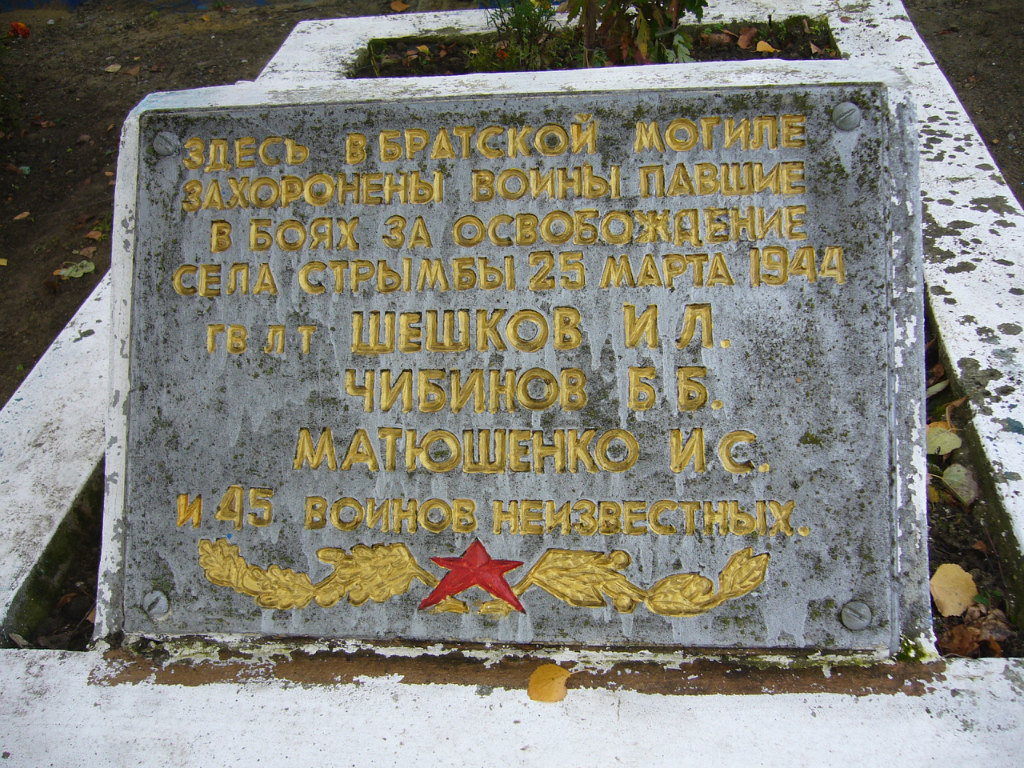 ЗДЕСЬ В БРАТСКОЙ МОГИЛЕ
ЗАХОРОНЕНЫ ВОИНЫ ПАВШИЕ
В БОЯХ ЗА ОСВОБОЖДЕНИЕ
СЕЛА СТРЫМБЫ 25 МАРТА 1944
ГВ ЛТ ШЕШКОВ И Л.
ЧИБИНОВ Б Б.
МАТЮШЕНКО И С.
И 45 ВОИНОВ НЕИЗВЕСТНЫХ.